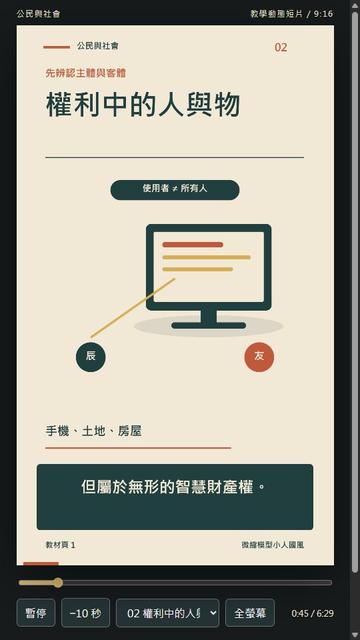 公民與社會
教學動態短片 / 9:16
公民與社會
02
先辨認主體與客體
權利中的人與物
使用者 ≠ 所有人
辰
友
手機、土地、房屋
但屬於無形的智慧財產權。
教材頁 1
微縮模型小人國風
暫停
−10 秒
02 權利中的人與
全螢幕
0:45 / 6:29